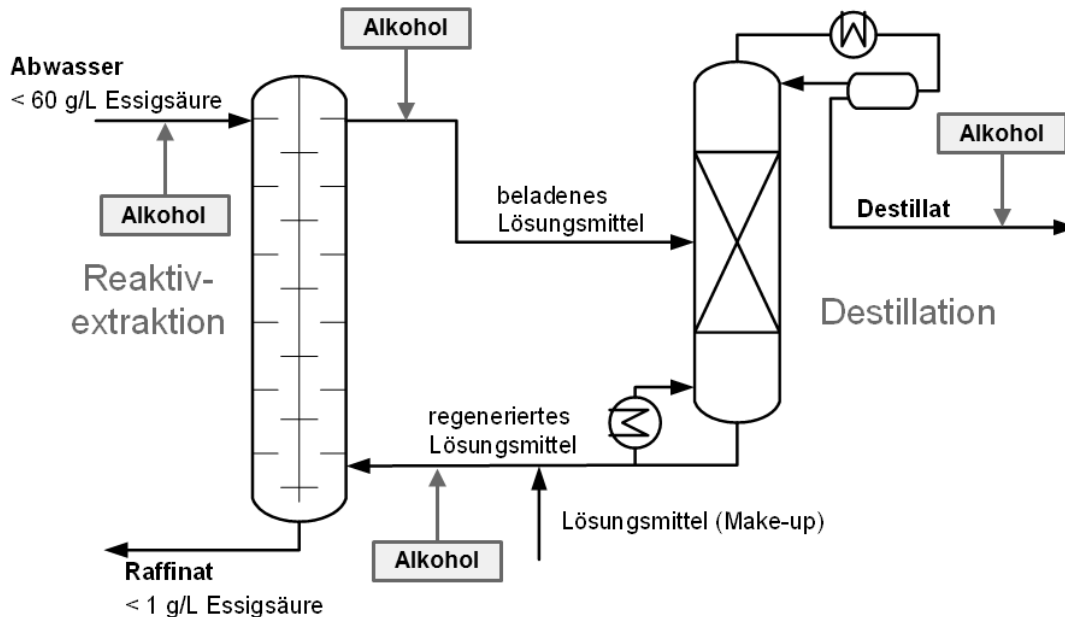 Alkohol
Abwasser
< 60 g/L Essigsäure
Alkohol
Alkohol
beladenes
Lösungsmittel
Destillat
Reaktiv-
extraktion
Destillation
regeneriertes
Lösungsmittel
Lösungsmittel (Make-up)
Alkohol
Raffinat
< 1 g/L Essigsäure